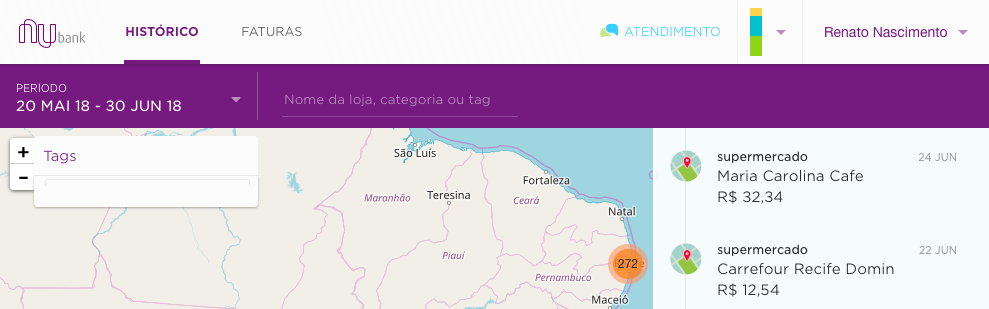 nu bank
HISTÓRICO
FATURAS
ATENDIMENTO
Renato Nascimento
PERÍODO
20 MAI 18 - 30 JUN 18
Nome da loja, categoria ou tag
+
−
Tags
São Luís
Fortaleza
Teresina
Maranhão
Ceará
Natal
Piauí
272
Pernambuco
Maceió
supermercado
24 JUN
Maria Carolina Cafe
R$ 32,34
supermercado
22 JUN
Carrefour Recife Domin
R$ 12,54